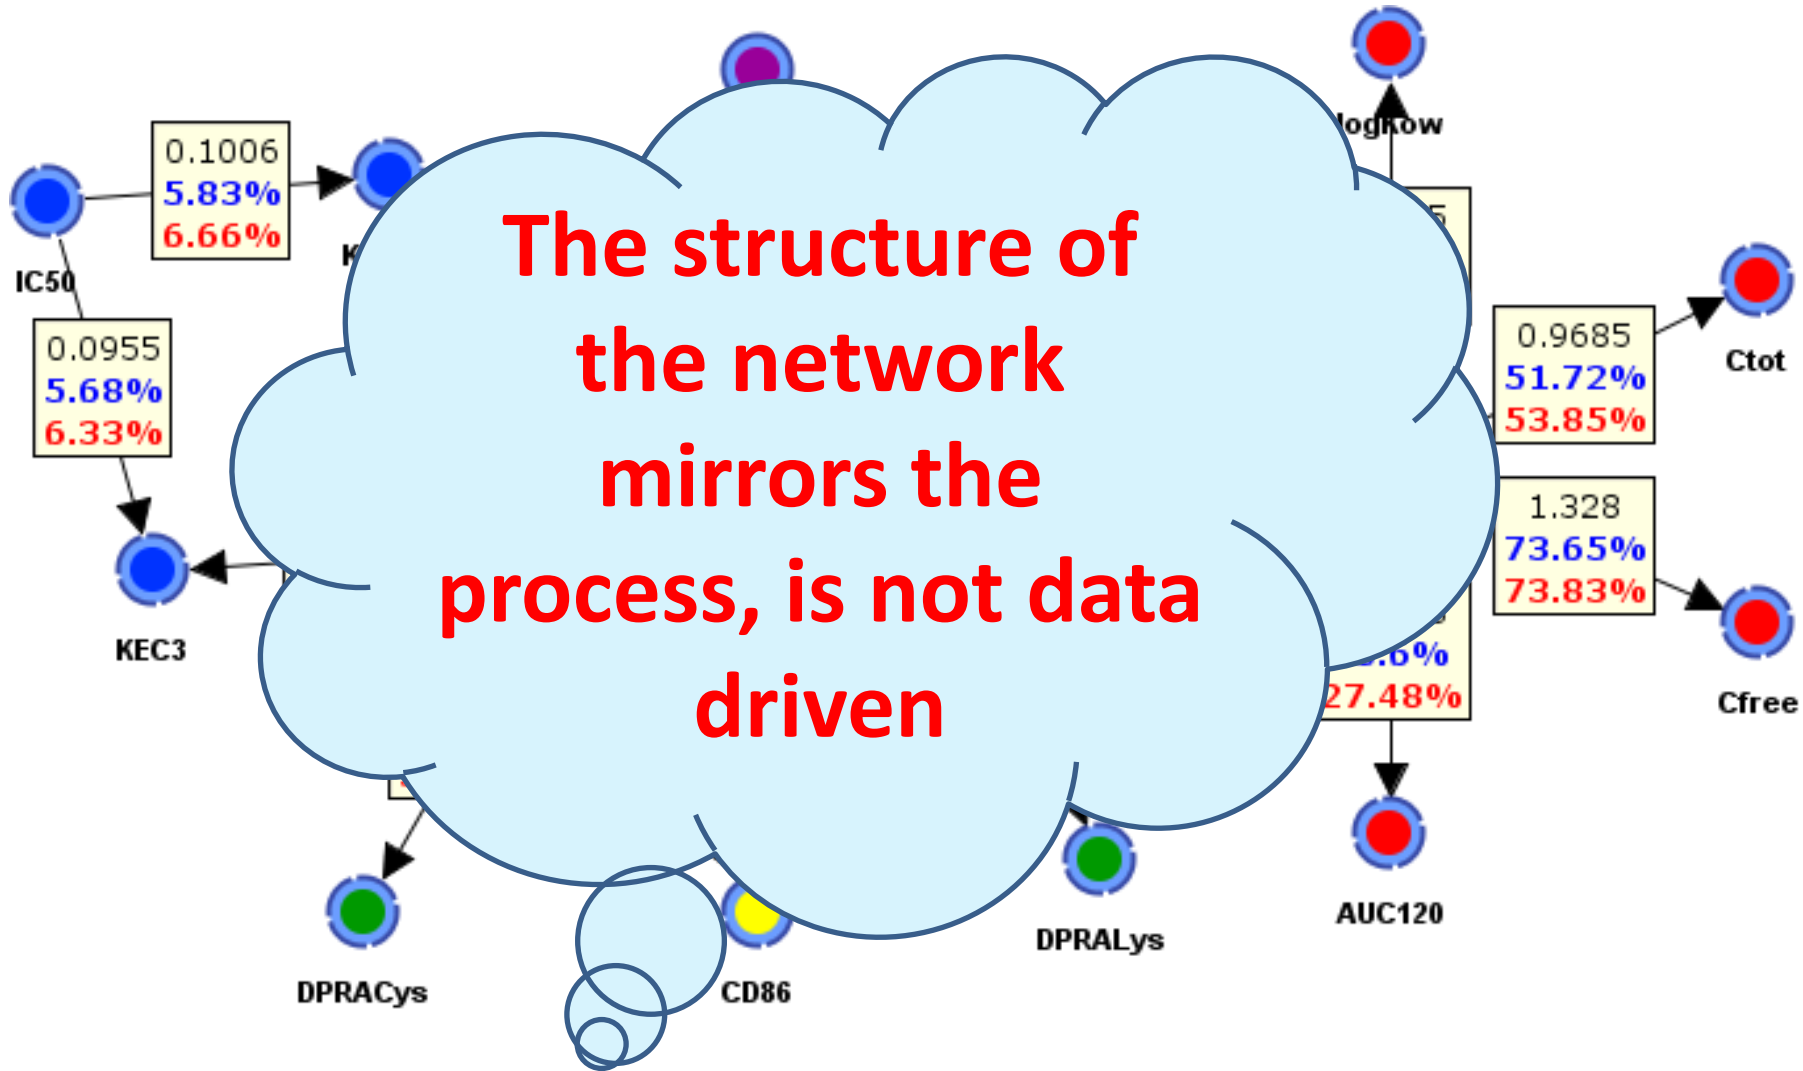 logKow
0.1006
5.83%
6.66%
IC50
The structure of
the network
mirrors the
process, is not data
driven
0.0955
5.68%
6.33%
0.9685
51.72%
53.85%
Ctot
1.328
73.65%
73.83%
KEC3
Cfree
27.48%
AUC120
DPRALys
DPRACys
CD86